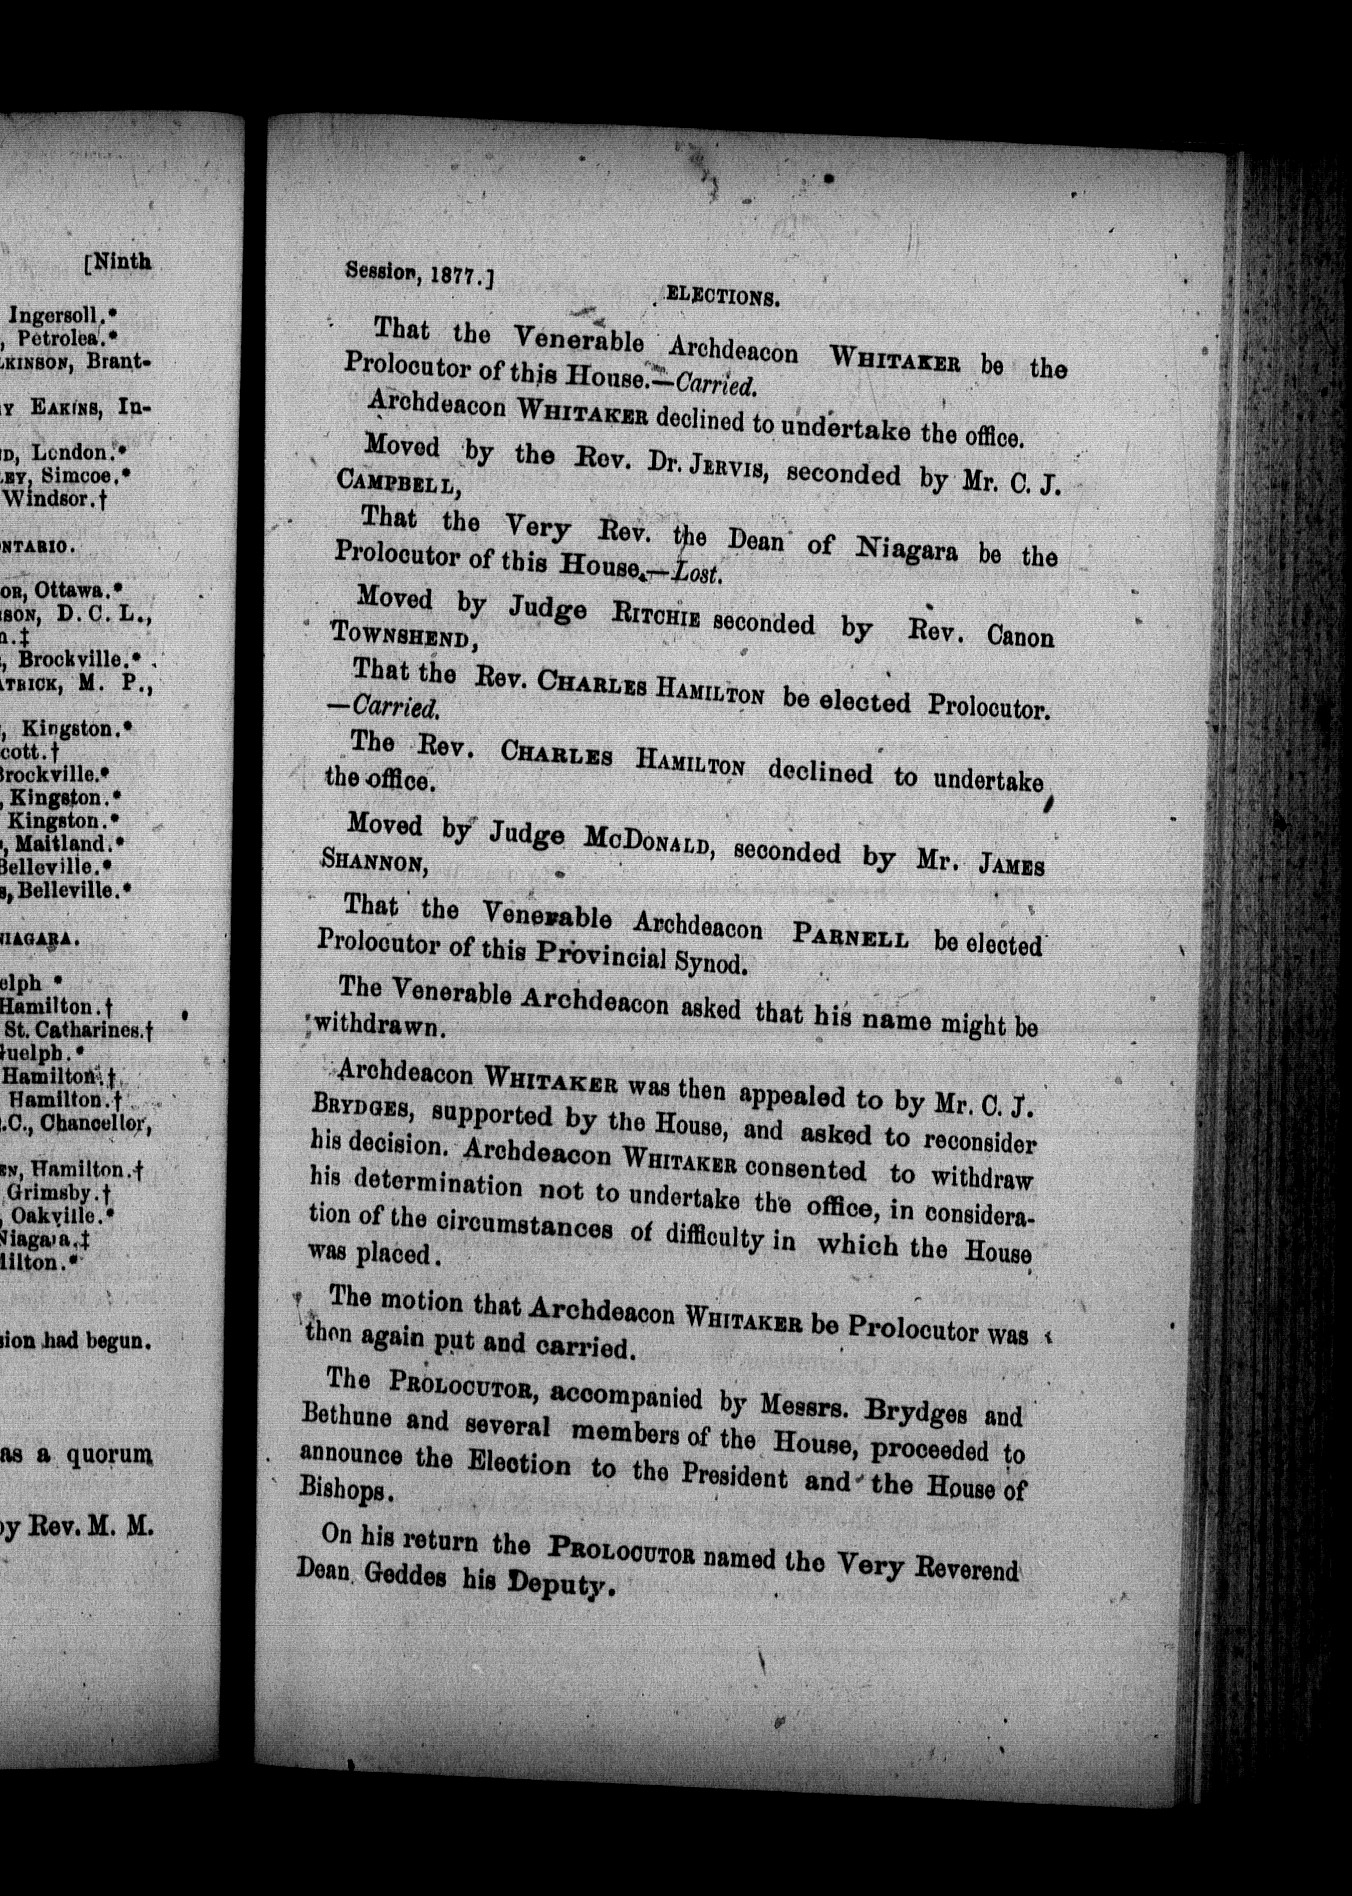 [Ninth
Ingersoll.*
, Petrolea.*
LKINSON, Brant-
Y EAKINS, In-
D, London.*
LEY, Simcoe.*
Windsor.†
NTARIO.
OR, Ottawa.*
SON, D. C. L.,
n.‡
, Brockville.*
ATRICK, M. P.,
, Kingston.*
cott.†
Brockville.*
, Kingston.*
Kingston.*
, Maitland.*
Belleville.*
s, Belleville.*
NIAGARA.
elph *
Hamilton.†
St. Catharines.†
Guelph.*
Hamilton.†
Hamilton.†
.C., Chancellor,
EN, Hamilton.†
Grimsby.†
, Oakville.*
Niagara.‡
Milton.*
sion had begun.
as a quorum
by Rev. M. M.
Session, 1877.]
ELECTIONS.
That the Venerable Archdeacon WHITAKER be the
Prolocutor of this House.—Carried.
Archdeacon WHITAKER declined to undertake the office.
Moved by the Rev. Dr. JERVIS, seconded by Mr. C. J.
CAMPBELL,
That the Very Rev. the Dean of Niagara be the
Prolocutor of this House.—Lost.
Moved by Judge RITCHIE seconded by Rev. Canon
TOWNSHEND,
That the Rev. CHARLES HAMILTON be elected Prolocutor.
—Carried.
The Rev. CHARLES HAMILTON declined to undertake
the office.
Moved by Judge MCDONALD, seconded by Mr. JAMES
SHANNON,
That the Venerable Archdeacon PARNELL be elected
Prolocutor of this Provincial Synod.
The Venerable Archdeacon asked that his name might be
withdrawn.
Archdeacon WHITAKER was then appealed to by Mr. C. J.
BRYDGES, supported by the House, and asked to reconsider
his decision. Archdeacon WHITAKER consented to withdraw
his determination not to undertake the office, in considera-
tion of the circumstances of difficulty in which the House
was placed.
The motion that Archdeacon WHITAKER be Prolocutor was
then again put and carried.
The PROLOCUTOR, accompanied by Messrs. Brydges and
Bethune and several members of the House, proceeded to
announce the Election to the President and the House of
Bishops.
On his return the PROLOCUTOR named the Very Reverend
Dean Geddes his Deputy.